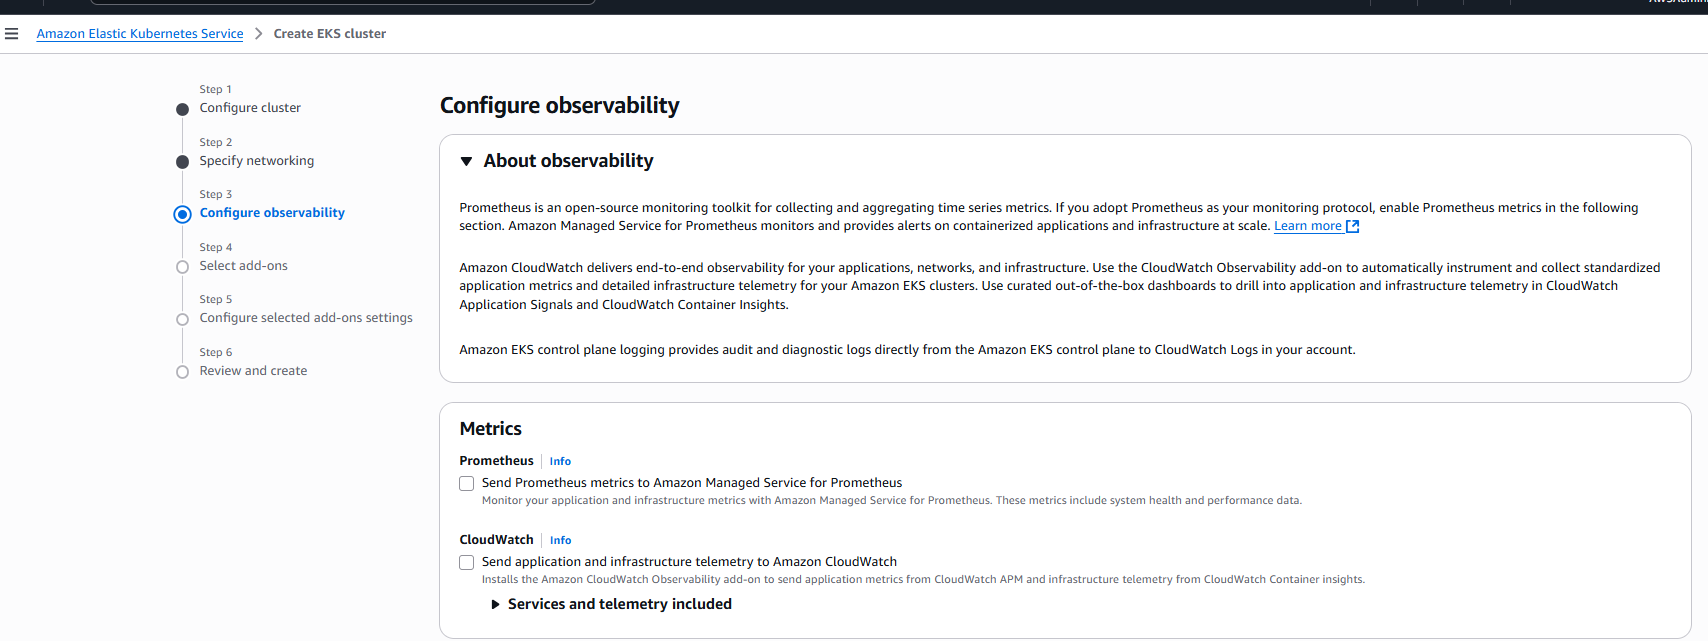 Amazon Elastic Kubernetes Service > Create EKS cluster
Step 1
Configure cluster
Step 2
Specify networking
Step 3
Configure observability
Step 4
Select add-ons
Step 5
Configure selected add-ons settings
Step 6
Review and create
Configure observability
About observability
Prometheus is an open-source monitoring toolkit for collecting and aggregating time series metrics. If you adopt Prometheus as your monitoring protocol, enable Prometheus metrics in the following
section. Amazon Managed Service for Prometheus monitors and provides alerts on containerized applications and infrastructure at scale. Learn more
Amazon CloudWatch delivers end-to-end observability for your applications, networks, and infrastructure. Use the CloudWatch Observability add-on to automatically instrument and collect standardized
application metrics and detailed infrastructure telemetry for your Amazon EKS clusters. Use curated out-of-the-box dashboards to drill into application and infrastructure telemetry in CloudWatch
Application Signals and CloudWatch Container Insights.
Amazon EKS control plane logging provides audit and diagnostic logs directly from the Amazon EKS control plane to CloudWatch Logs in your account.
Metrics
Prometheus | Info
Send Prometheus metrics to Amazon Managed Service for Prometheus
Monitor your application and infrastructure metrics with Amazon Managed Service for Prometheus. These metrics include system health and performance data.
CloudWatch | Info
Send application and infrastructure telemetry to Amazon CloudWatch
Installs the Amazon CloudWatch Observability add-on to send application metrics from CloudWatch APM and infrastructure telemetry from CloudWatch Container insights.
Services and telemetry included